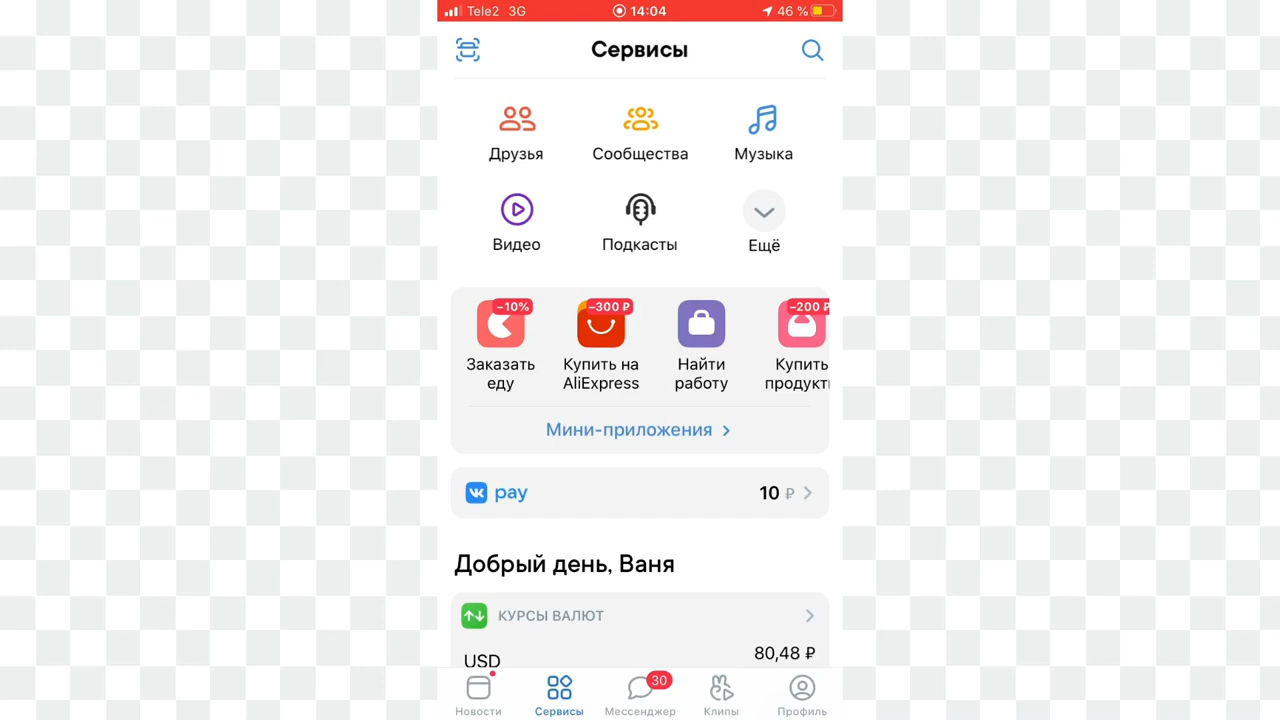 Tele2 3G 14:04 46 %
Сервисы
Друзья Сообщества Музыка
Видео Подкасты Ещё
−10% −300 ₽ −200 ₽
Заказать еду
Купить на AliExpress
Найти работу
Купить
Мини-приложения
VK pay 10 ₽
Добрый день, Ваня
КУРСЫ ВАЛЮТ
USD 80,48 ₽
30
Новости Сервисы Мессенджер Клипы Профиль